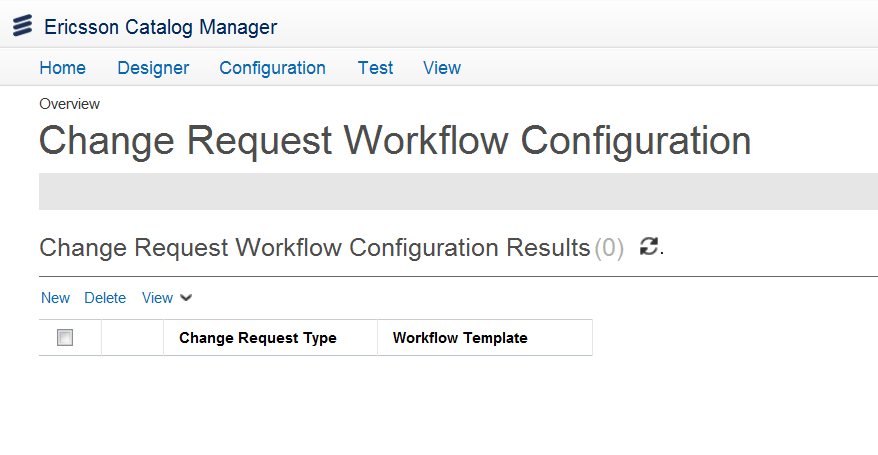 Ericsson Catalog Manager
Home Designer Configuration Test View
Overview
Change Request Workflow Configuration
Change Request Workflow Configuration Results (0) .
New Delete View
Change Request Type Workflow Template